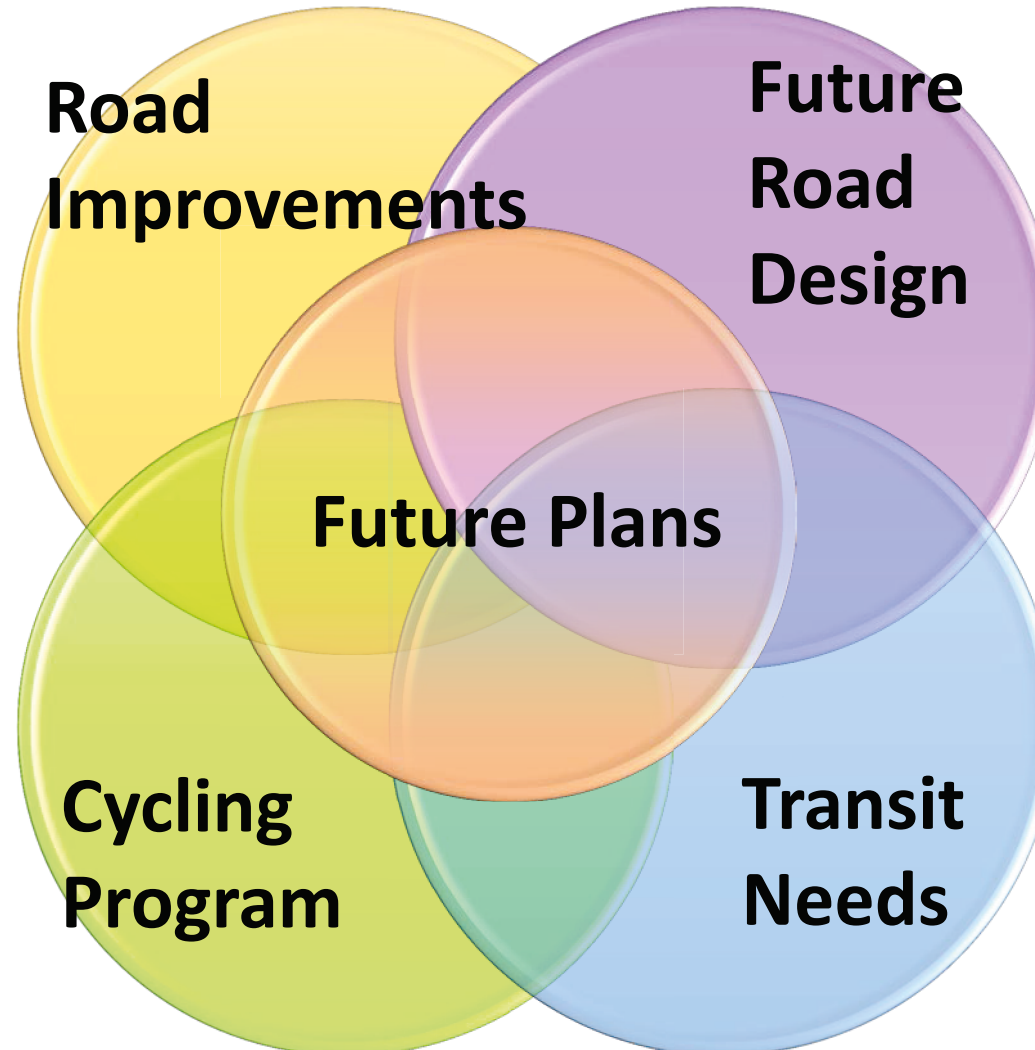 Road
Improvements
Future
Road
Design
Future Plans
Cycling
Program
Transit
Needs